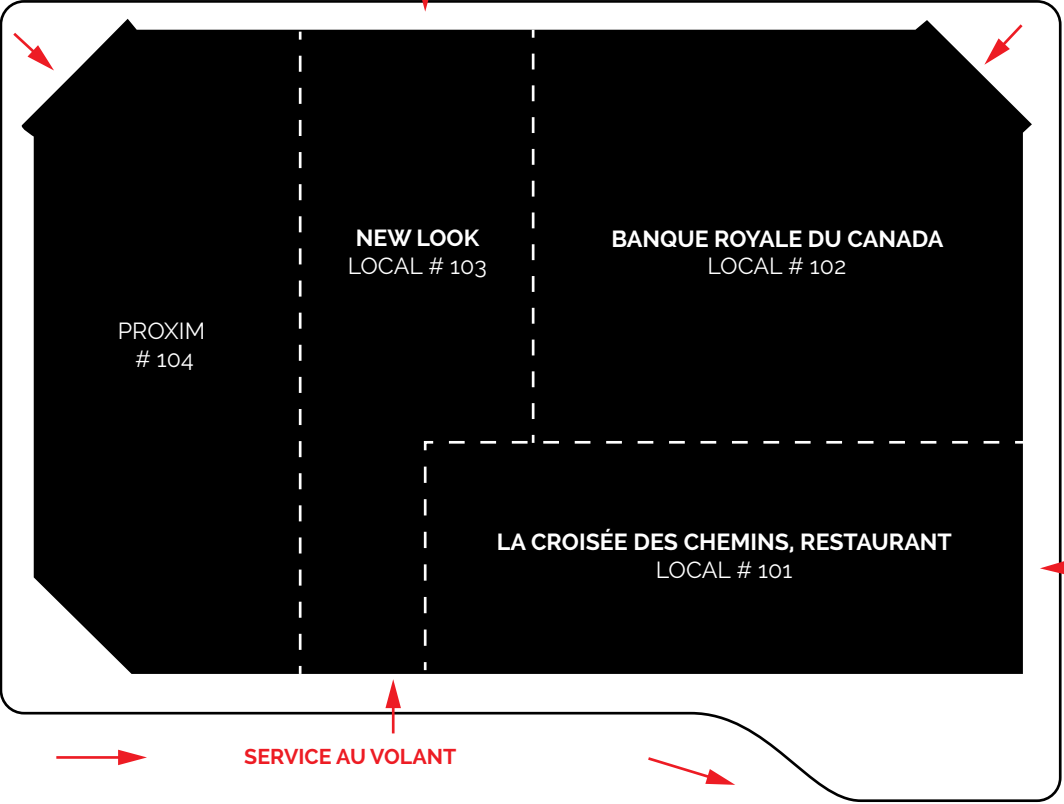 NEW LOOK
LOCAL # 103
BANQUE ROYALE DU CANADA
LOCAL # 102
PROXIM
# 104
LA CROISÉE DES CHEMINS, RESTAURANT
LOCAL # 101
SERVICE AU VOLANT